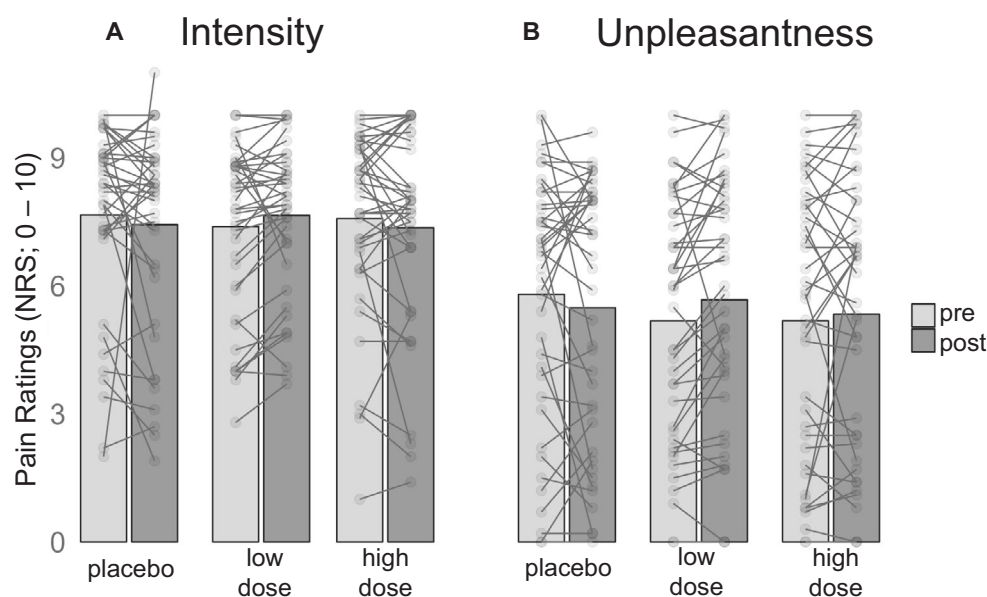 A Intensity
B Unpleasantness
Pain Ratings (NRS; 0 – 10)
9
6
3
0
placebo
low
dose
high
dose
placebo
low
dose
high
dose
pre
post